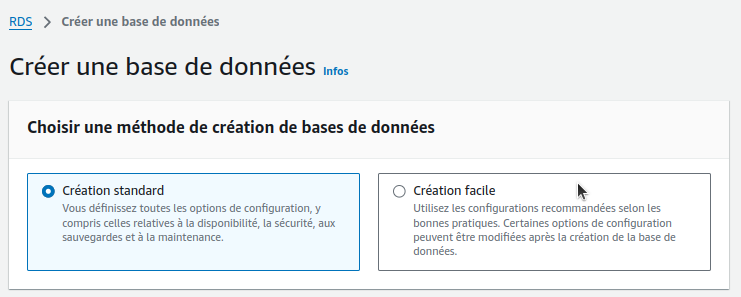 RDS > Créer une base de données
Créer une base de données Infos
Choisir une méthode de création de bases de données
Création standard
Vous définissez toutes les options de configuration, y
compris celles relatives à la disponibilité, la sécurité, aux
sauvegardes et à la maintenance.
Création facile
Utilisez les configurations recommandées selon les
bonnes pratiques. Certaines options de configuration
peuvent être modifiées après la création de la base de
données.